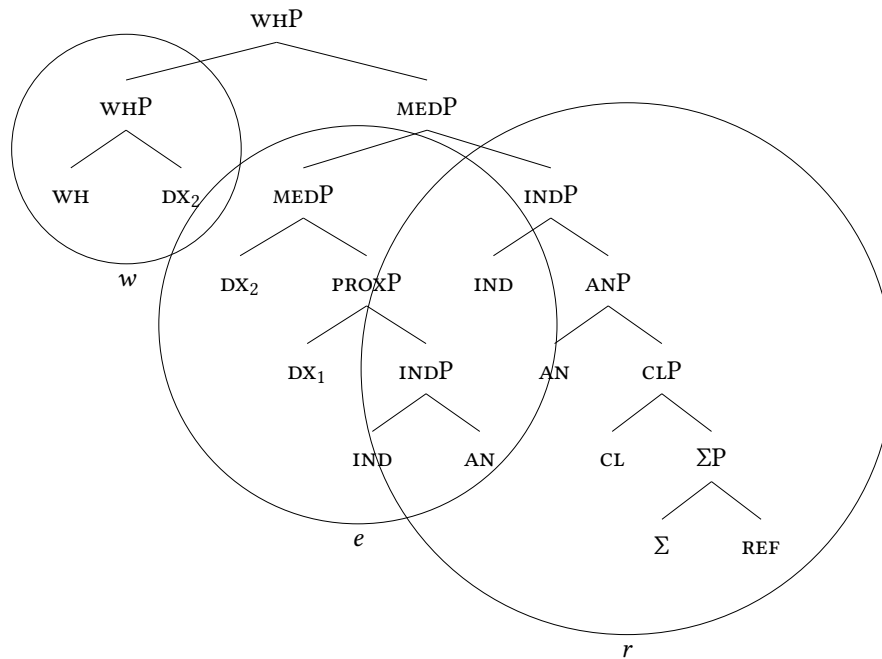 WHP
WHP MEDP
WH DX₂ MEDP INDP
w DX₂ PROXP IND ANP
DX₁ INDP AN CLP
IND AN CL ΣP
e Σ REF
r